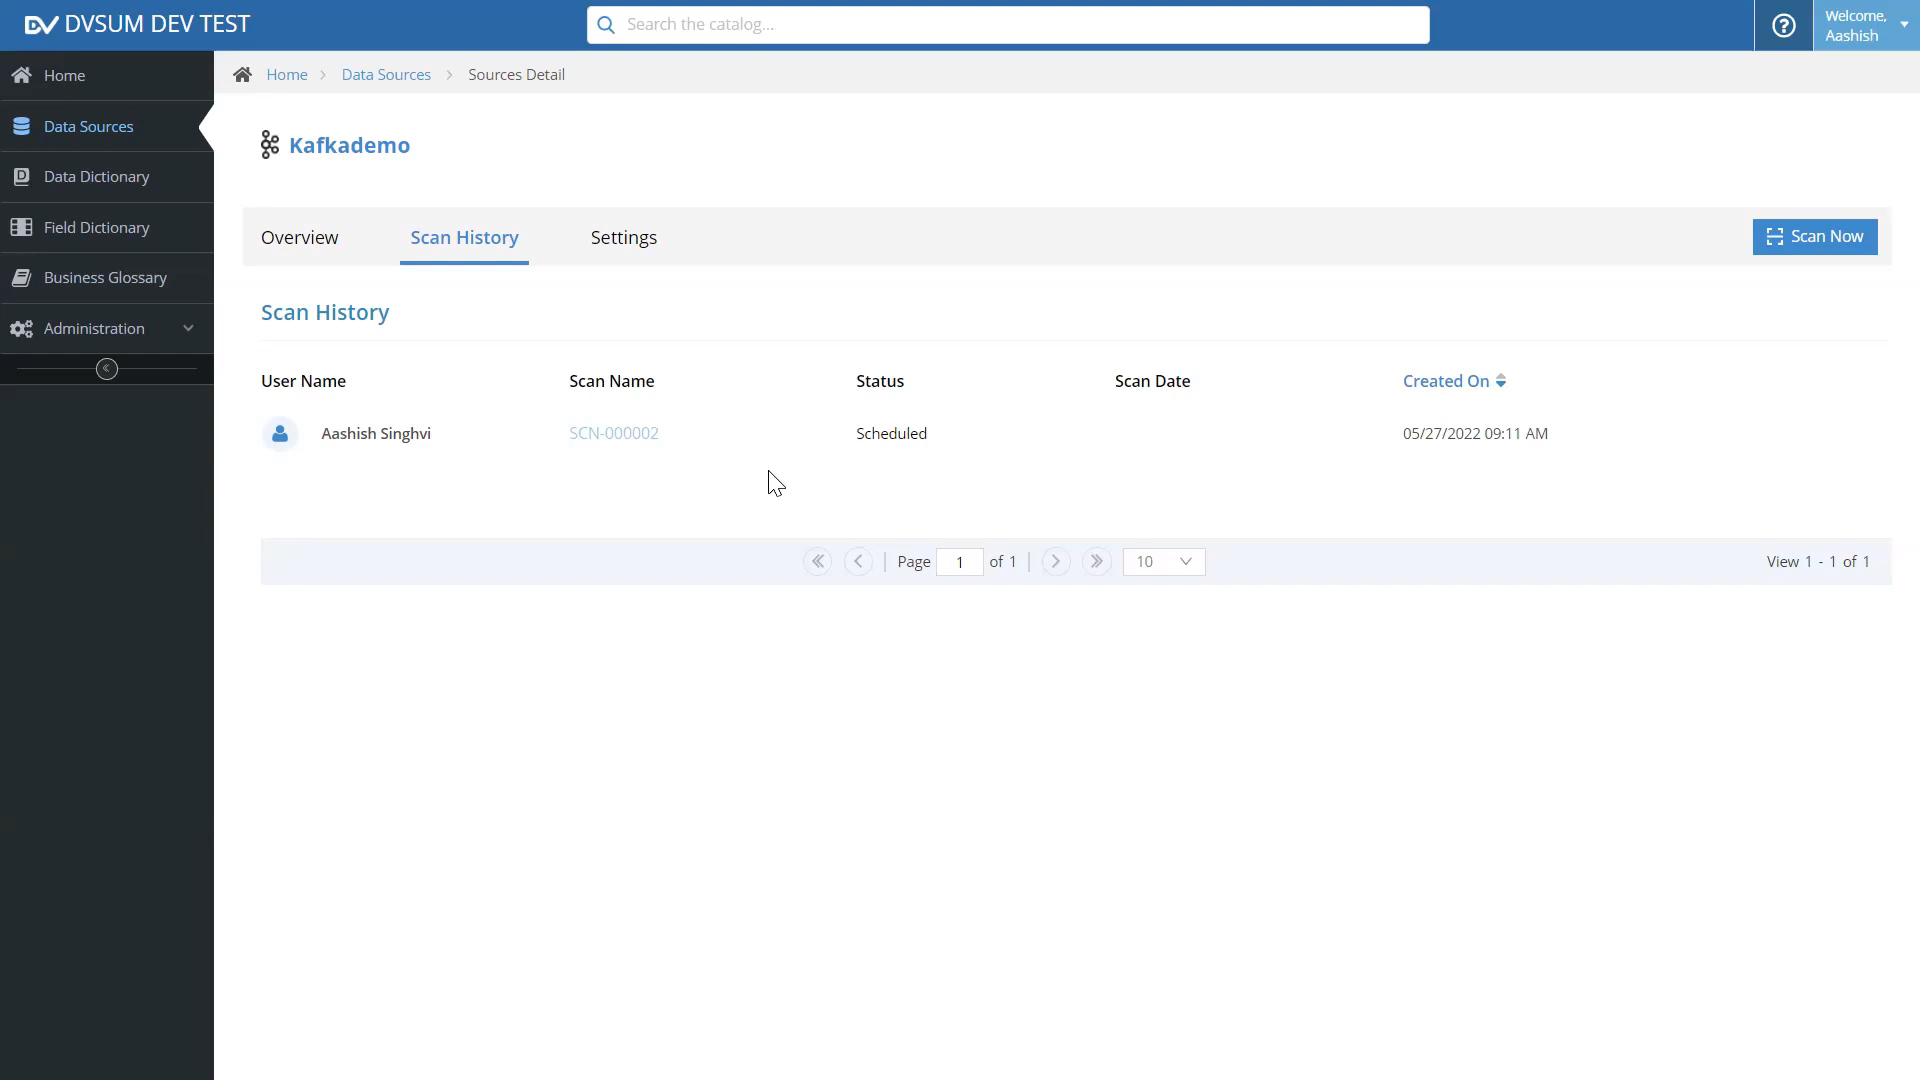 DV DVSUM DEV TEST
Search the catalog...
Welcome,
Aashish
Home
Data Sources
Data Dictionary
Field Dictionary
Business Glossary
Administration
Home > Data Sources > Sources Detail
Kafkademo
Overview Scan History Settings Scan Now
Scan History
User Name Scan Name Status Scan Date Created On
Aashish Singhvi SCN-000002 Scheduled 05/27/2022 09:11 AM
Page 1 of 1 10 View 1 - 1 of 1